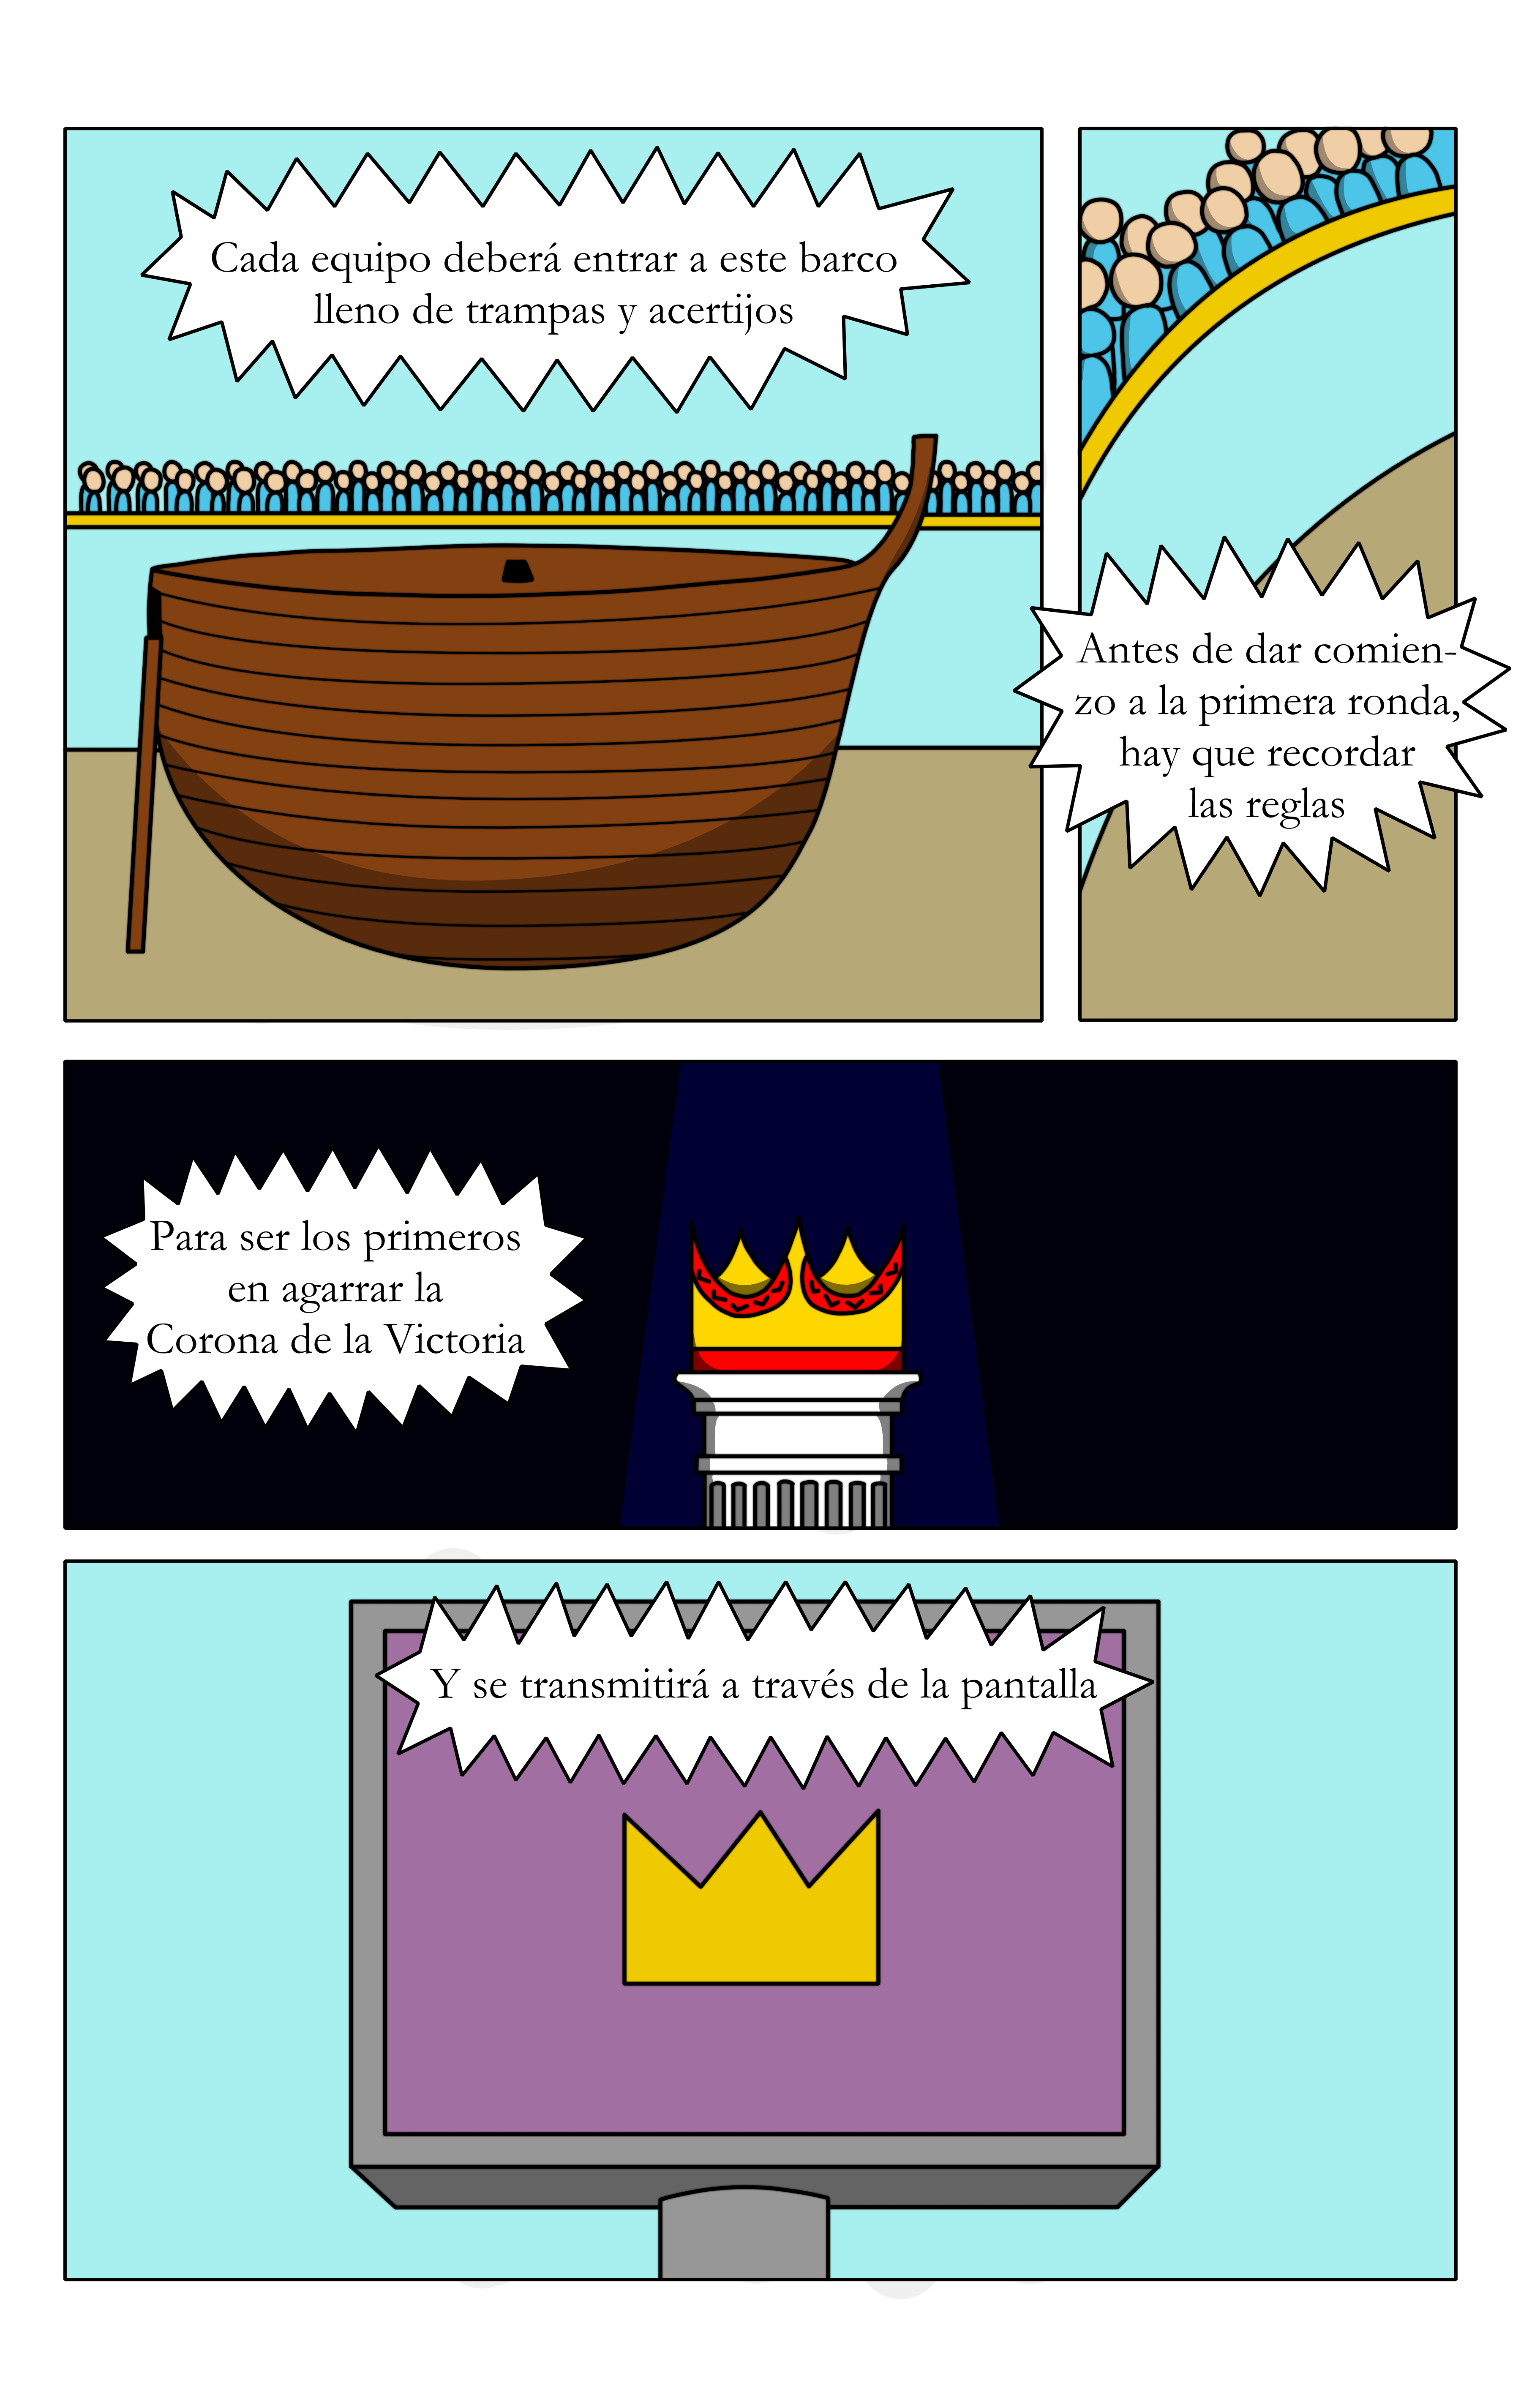 Cada equipo deberá entrar a este barco
lleno de trampas y acertijos
Antes de dar comien-
zo a la primera ronda,
hay que recordar
las reglas
Para ser los primeros
en agarrar la
Corona de la Victoria
Y se transmitirá a través de la pantalla